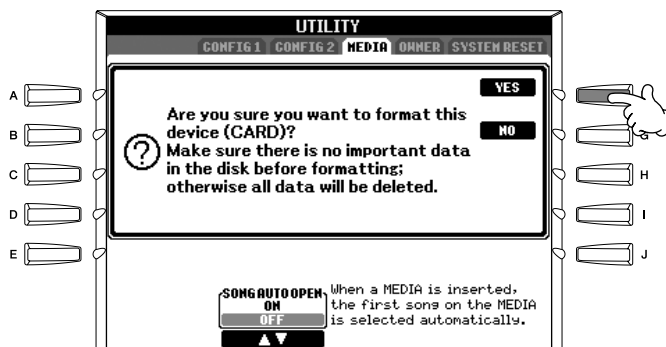 UTILITY
CONFIG 1 CONFIG 2 MEDIA OWNER SYSTEM RESET
YES
NO
Are you sure you want to format this
device (CARD)?
Make sure there is no important data
in the disk before formatting;
otherwise all data will be deleted.
A
B
C
D
E
G
H
I
J
SONG AUTO OPEN
ON
OFF
When a MEDIA is inserted,
the first song on the MEDIA
is selected automatically.